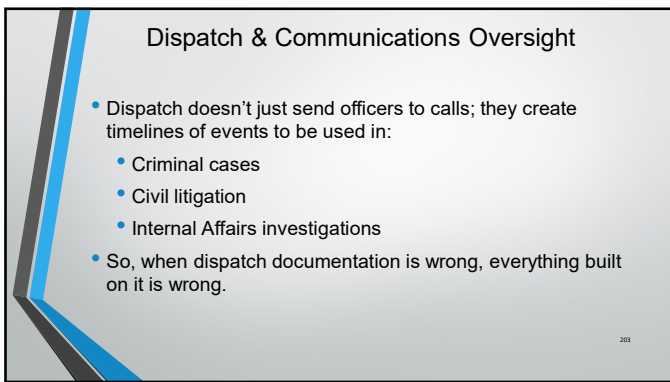 Dispatch & Communications Oversight
• Dispatch doesn’t just send officers to calls; they create
timelines of events to be used in:
• Criminal cases
• Civil litigation
• Internal Affairs investigations
• So, when dispatch documentation is wrong, everything built
on it is wrong.
203